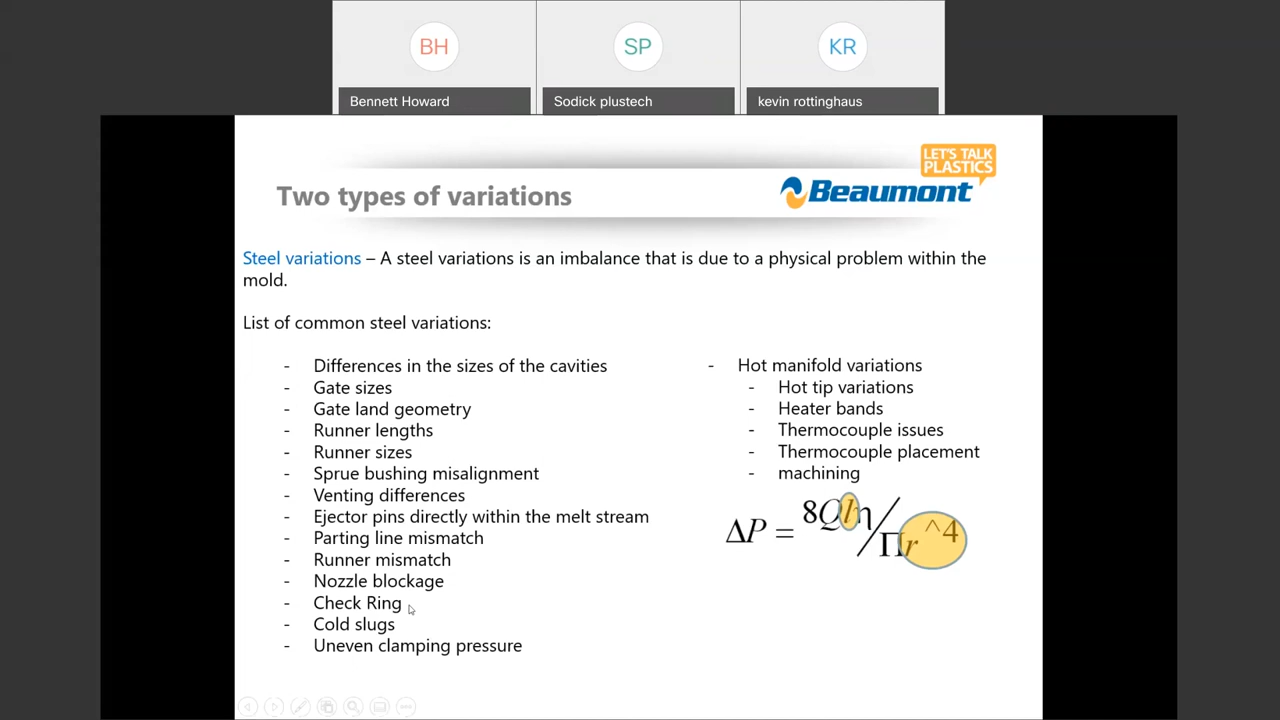 BH
SP
KR
Bennett Howard
Sodick plustech
kevin rottinghaus
LET'S TALK
PLASTICS
Two types of variations
Beaumont
Steel variations – A steel variations is an imbalance that is due to a physical problem within the
mold.
List of common steel variations:
- Differences in the sizes of the cavities
- Gate sizes
- Gate land geometry
- Runner lengths
- Runner sizes
- Sprue bushing misalignment
- Venting differences
- Ejector pins directly within the melt stream
- Parting line mismatch
- Runner mismatch
- Nozzle blockage
- Check Ring
- Cold slugs
- Uneven clamping pressure
- Hot manifold variations
- Hot tip variations
- Heater bands
- Thermocouple issues
- Thermocouple placement
- machining
ΔP = 8Qlη/Πr^4